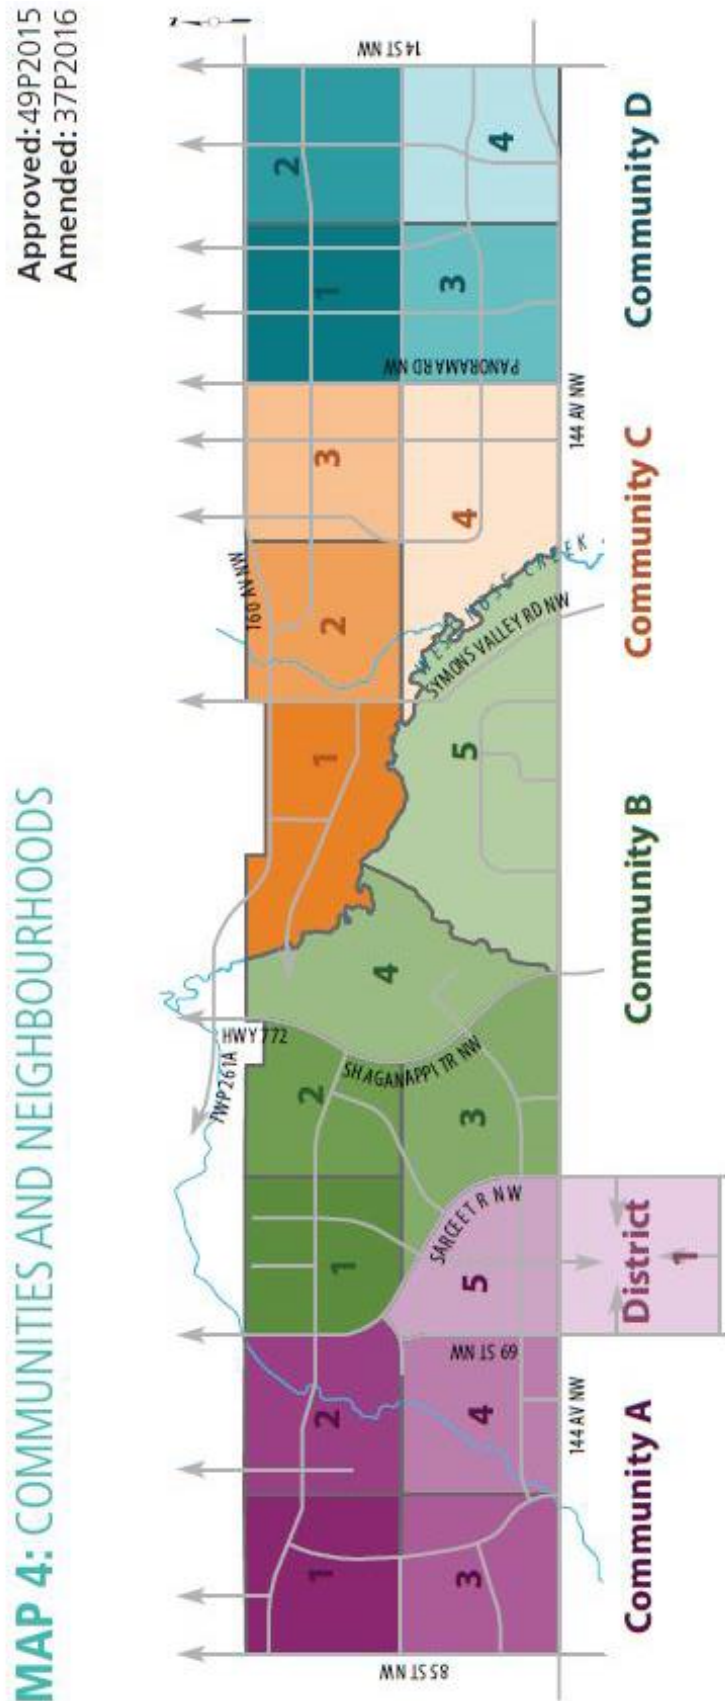 MAP 4: COMMUNITIES AND NEIGHBOURHOODS
Approved:49P2015
Amended: 37P2016
TWP261A
HWY 772
160 AV NW
1
2
1
2
4
1
2
3
1
2
SHAGANAPPI TR NW
SARCEE TR NW
85 ST NW
69 ST NW
SYMONS VALLEY RD NW
WEST NOSE CREEK
PANORAMA RD NW
14 ST NW
3
4
5
3
5
4
3
4
144 AV NW
144 AV NW
Community A
District
1
Community B
Community C
Community D